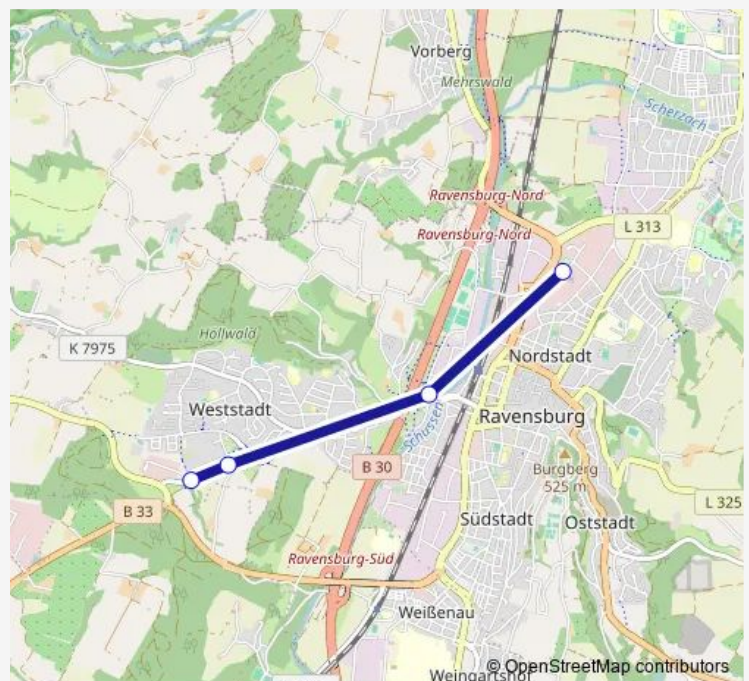 Vorberg
Mehrswald
Scherzach
Ravensburg-Nord
L 313
Ravensburg-Nord
Höllwald
K 7975
Nordstadt
Weststadt
Ravensburg
Schussen
B 30
Burgberg
525 m
B 33
L 325
Südstadt
Oststadt
Ravensburg-Süd
Weißenau
Weingartshof
© OpenStreetMap contributors